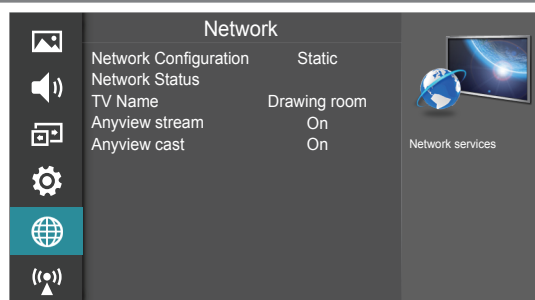 Network
Network Configuration Static
Network Status
TV Name Drawing room
Anyview stream On
Anyview cast On
Network services